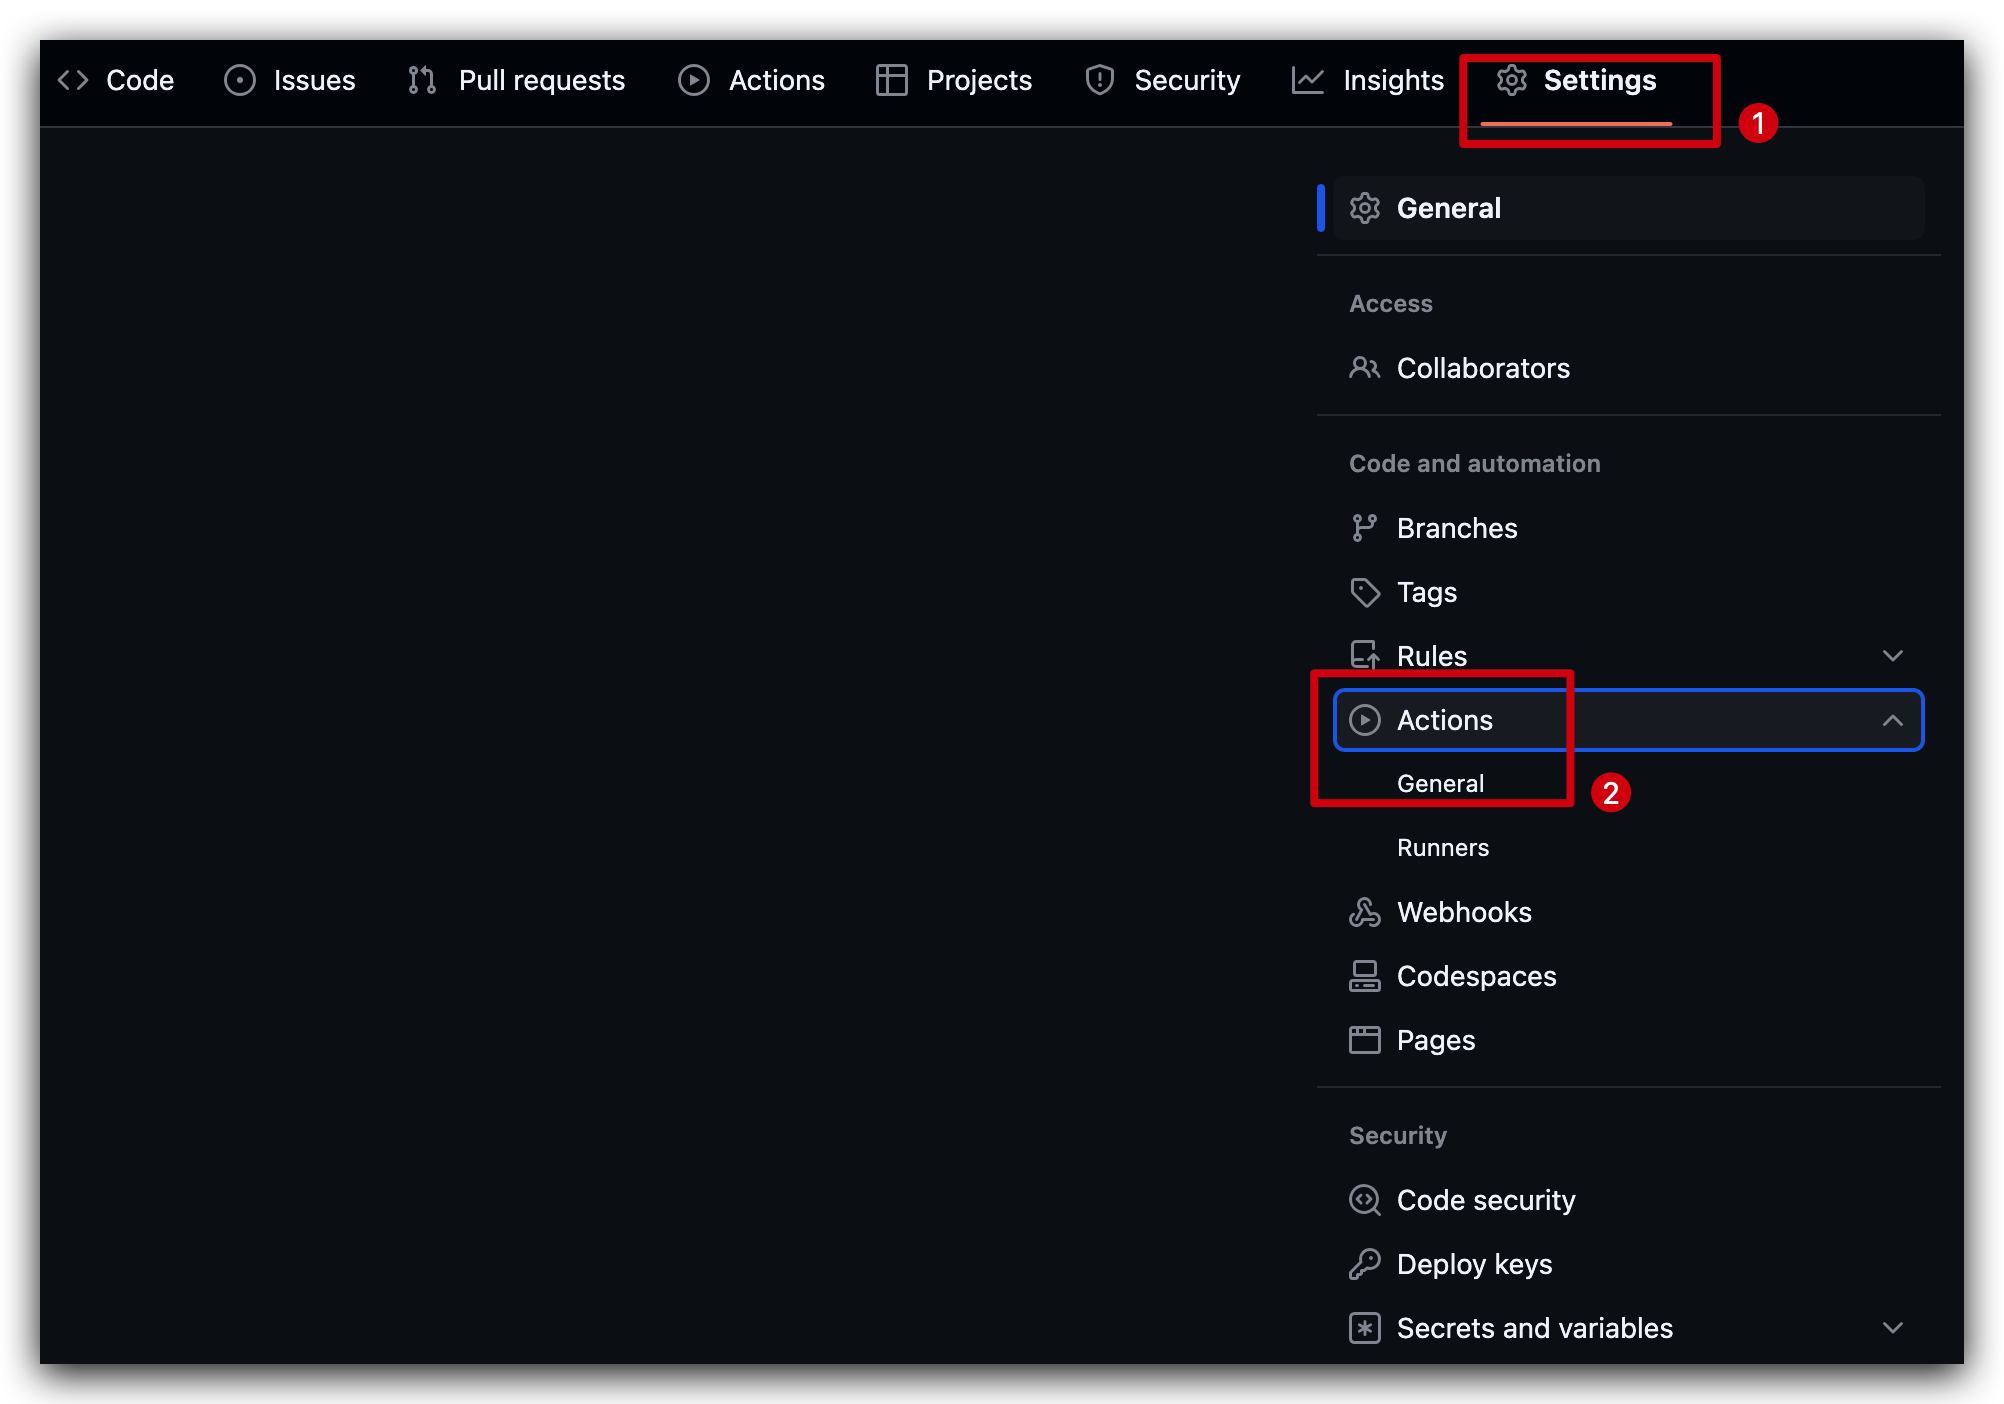 Code Issues Pull requests Actions Projects Security Insights Settings
1
General
Access
Collaborators
Code and automation
Branches
Tags
Rules
Actions
General
2
Runners
Webhooks
Codespaces
Pages
Security
Code security
Deploy keys
Secrets and variables